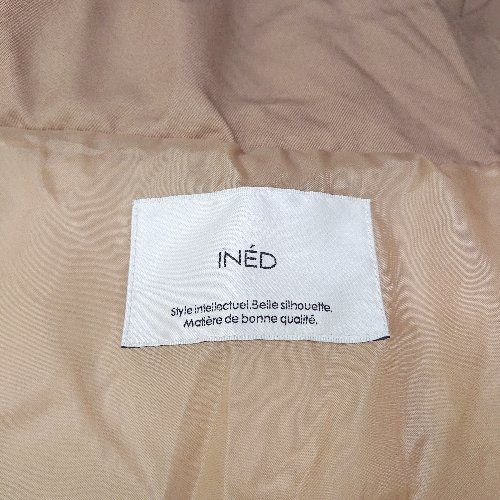 INÉD
Style intellectuel.Belle silhouette.
Matière de bonne qualité.